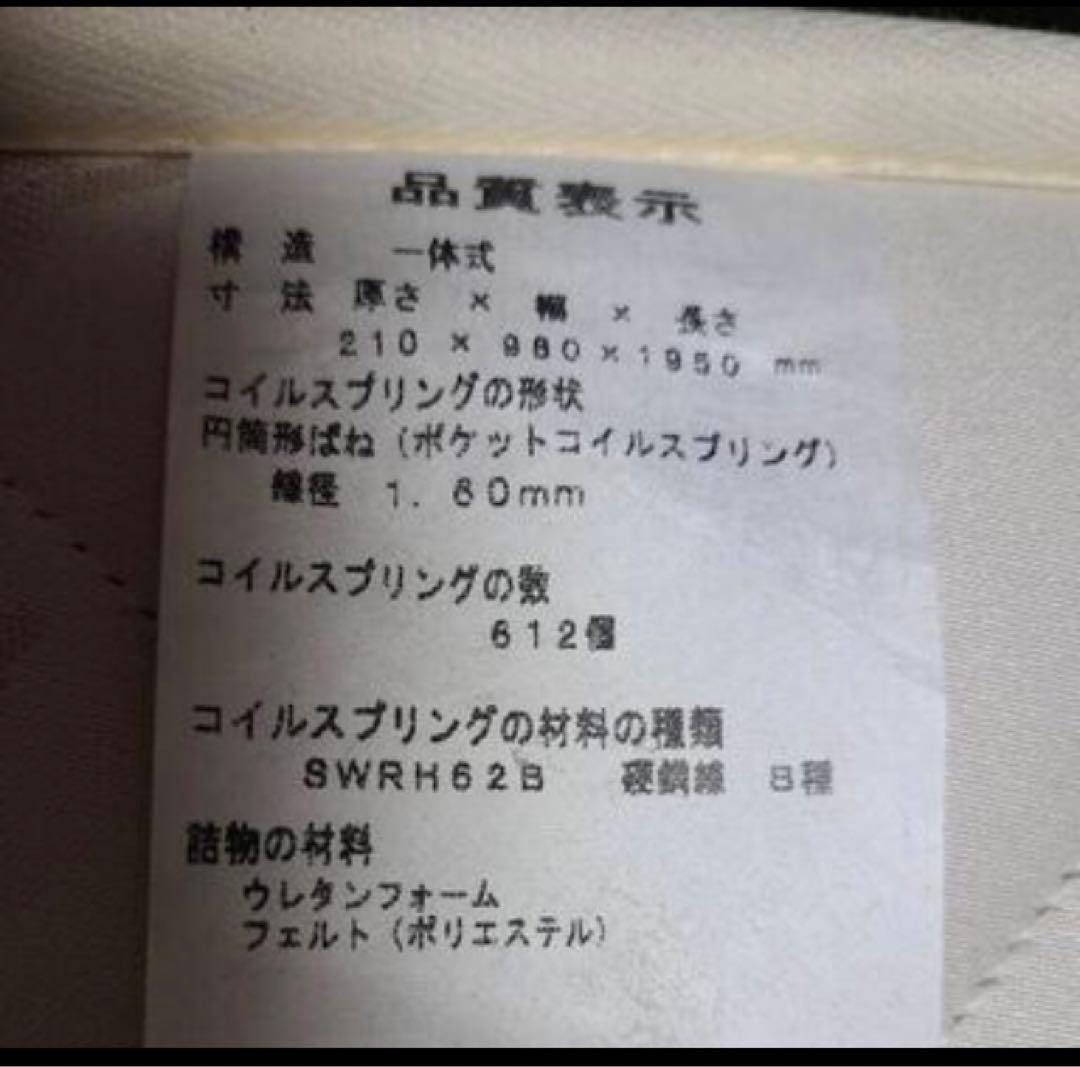 品質表示
構 造 一体式
寸 法 厚さ × 幅 × 長さ
210 × 980×1950 mm
コイルスプリングの形状
円筒形ばね(ポケットコイルスプリング)
線径 1.60mm
コイルスプリングの数
612個
コイルスプリングの材料の種類
SWRH62B 硬鋼線 B種
詰物の材料
ウレタンフォーム
フェルト(ポリエステル)